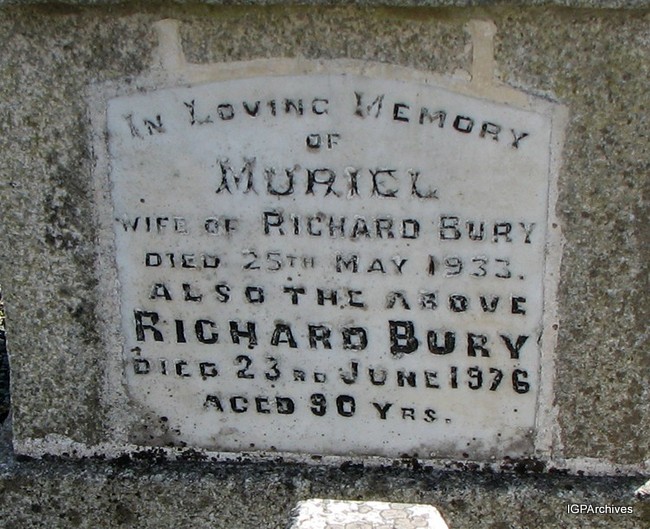 In Loving Memory
of
Muriel
wife of Richard Bury
died 25th May 1933.
also the above
Richard Bury
died 23rd June 1976
aged 90 yrs.
IGPArchives